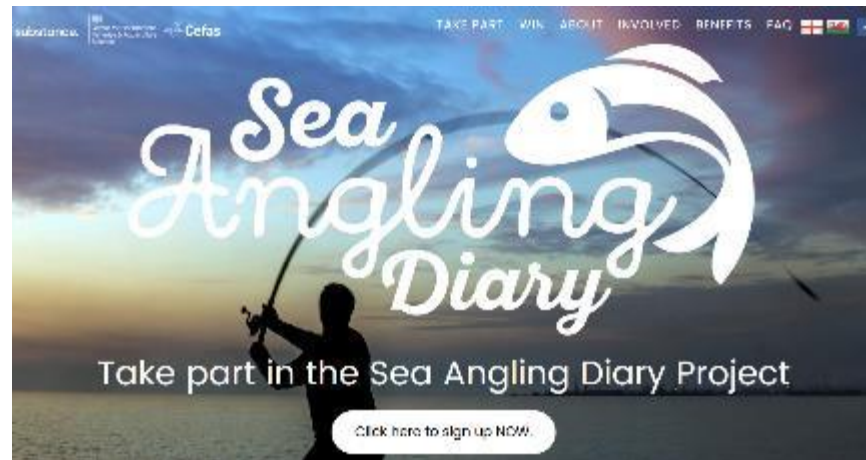 substance.
Cefas
TAKE PART WIN ABOUT INVOLVED BENEFITS FAQ
Sea
Angling
Diary
Take part in the Sea Angling Diary Project
Click here to sign up NOW.